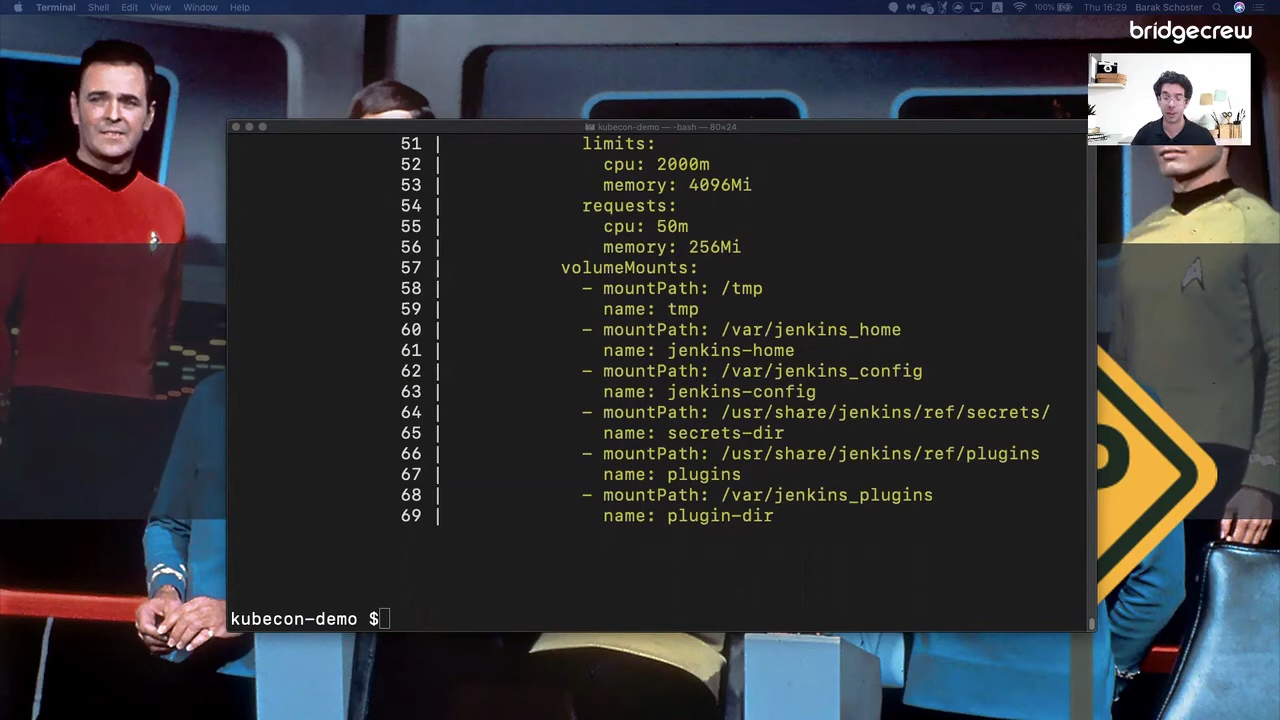 Terminal Shell Edit View Window Help 100% Thu 16:29 Barak Schoster
bridgecrew
kubecon-demo — -bash — 80×24
51 | limits:
52 | cpu: 2000m
53 | memory: 4096Mi
54 | requests:
55 | cpu: 50m
56 | memory: 256Mi
57 | volumeMounts:
58 | - mountPath: /tmp
59 | name: tmp
60 | - mountPath: /var/jenkins_home
61 | name: jenkins-home
62 | - mountPath: /var/jenkins_config
63 | name: jenkins-config
64 | - mountPath: /usr/share/jenkins/ref/secrets/
65 | name: secrets-dir
66 | - mountPath: /usr/share/jenkins/ref/plugins
67 | name: plugins
68 | - mountPath: /var/jenkins_plugins
69 | name: plugin-dir
kubecon-demo $